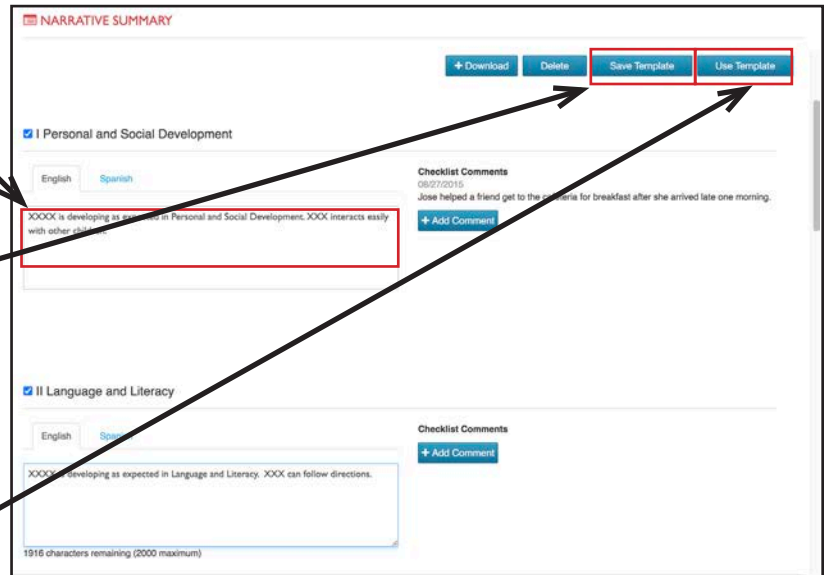 NARRATIVE SUMMARY
+ Download Delete Save Template Use Template
I Personal and Social Development
English Spanish
Checklist Comments
08/27/2015
Jose helped a friend get to the cafeteria for breakfast after she arrived late one morning.
+ Add Comment
XXXX is developing as expected in Personal and Social Development. XXX interacts easily
with other children.
II Language and Literacy
English Spanish
Checklist Comments
+ Add Comment
XXXX is developing as expected in Language and Literacy. XXX can follow directions.
1916 characters remaining (2000 maximum)